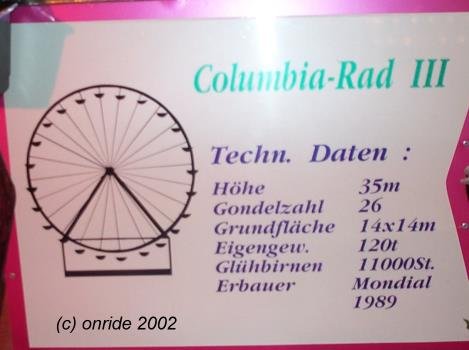 Columbia-Rad III
Techn. Daten :
Höhe 35m
Gondelzahl 26
Grundfläche 14x14m
Eigengew. 120t
Glühbirnen 11000St.
Erbauer Mondial
1989
(c) onride 2002